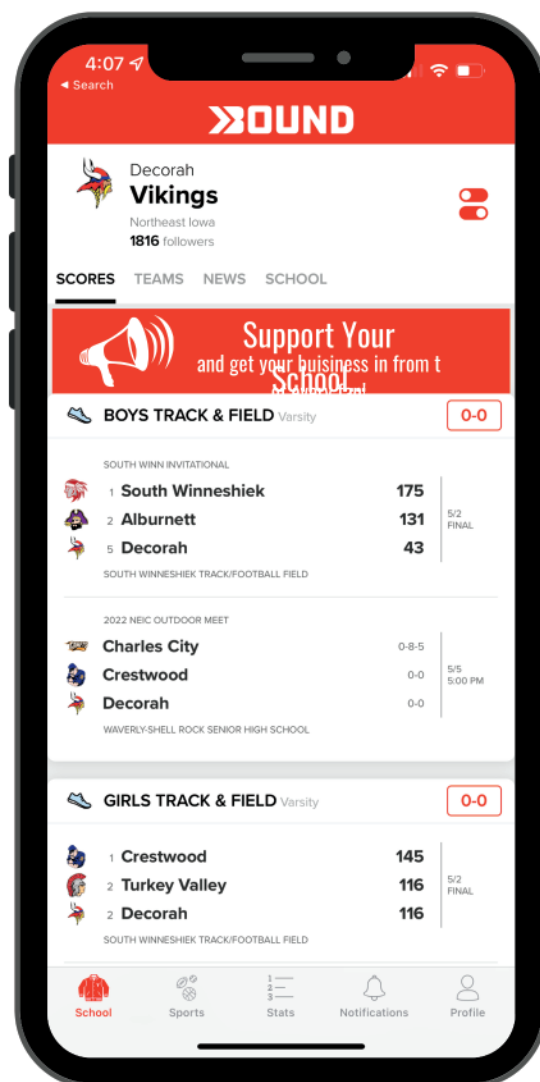 4:07
◄ Search
BOUND
Decorah
Vikings
Northeast Iowa
1816 followers
SCORES TEAMS NEWS SCHOOL
Support Your
and get your buisiness in from t
School
BOYS TRACK & FIELD Varsity 0-0
SOUTH WINN INVITATIONAL
1 South Winneshiek 175
2 Alburnett 131
5/2
FINAL
5 Decorah 43
SOUTH WINNESHIEK TRACK/FOOTBALL FIELD
2022 NEIC OUTDOOR MEET
Charles City 0-8-5
Crestwood 0-0
5/5
5:00 PM
Decorah 0-0
WAVERLY-SHELL ROCK SENIOR HIGH SCHOOL
GIRLS TRACK & FIELD Varsity 0-0
1 Crestwood 145
2 Turkey Valley 116
5/2
FINAL
2 Decorah 116
SOUTH WINNESHIEK TRACK/FOOTBALL FIELD
1
2
3
School Sports Stats Notifications Profile